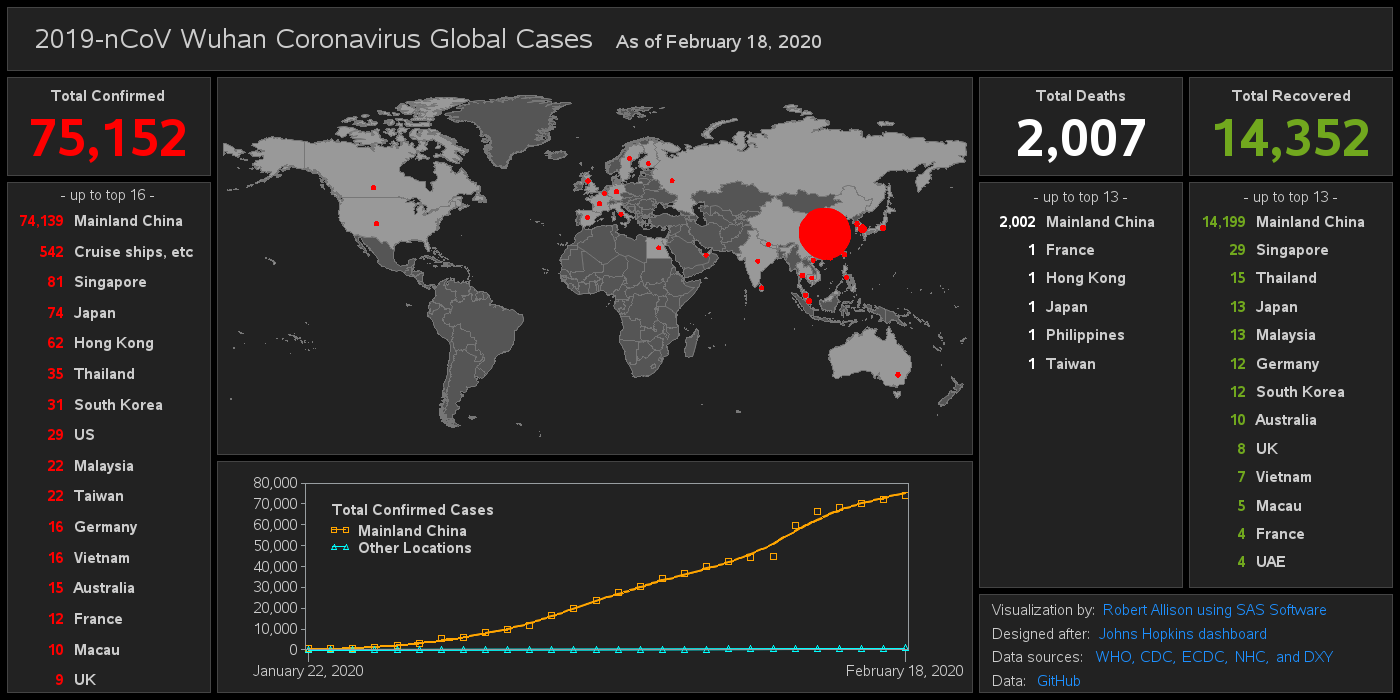 2019-nCoV Wuhan Coronavirus Global Cases As of February 18, 2020
Total Confirmed
75,152
- up to top 16 -
74,139 Mainland China
542 Cruise ships, etc
81 Singapore
74 Japan
62 Hong Kong
35 Thailand
31 South Korea
29 US
22 Malaysia
22 Taiwan
16 Germany
16 Vietnam
15 Australia
12 France
10 Macau
9 UK
80,000
70,000
60,000
50,000
40,000
30,000
20,000
10,000
0
Total Confirmed Cases
Mainland China
Other Locations
January 22, 2020
February 18, 2020
Total Deaths
2,007
- up to top 13 -
2,002 Mainland China
1 France
1 Hong Kong
1 Japan
1 Philippines
1 Taiwan
Total Recovered
14,352
- up to top 13 -
14,199 Mainland China
29 Singapore
15 Thailand
13 Japan
13 Malaysia
12 Germany
12 South Korea
10 Australia
8 UK
7 Vietnam
5 Macau
4 France
4 UAE
Visualization by: Robert Allison using SAS Software
Designed after: Johns Hopkins dashboard
Data sources: WHO, CDC, ECDC, NHC, and DXY
Data: GitHub